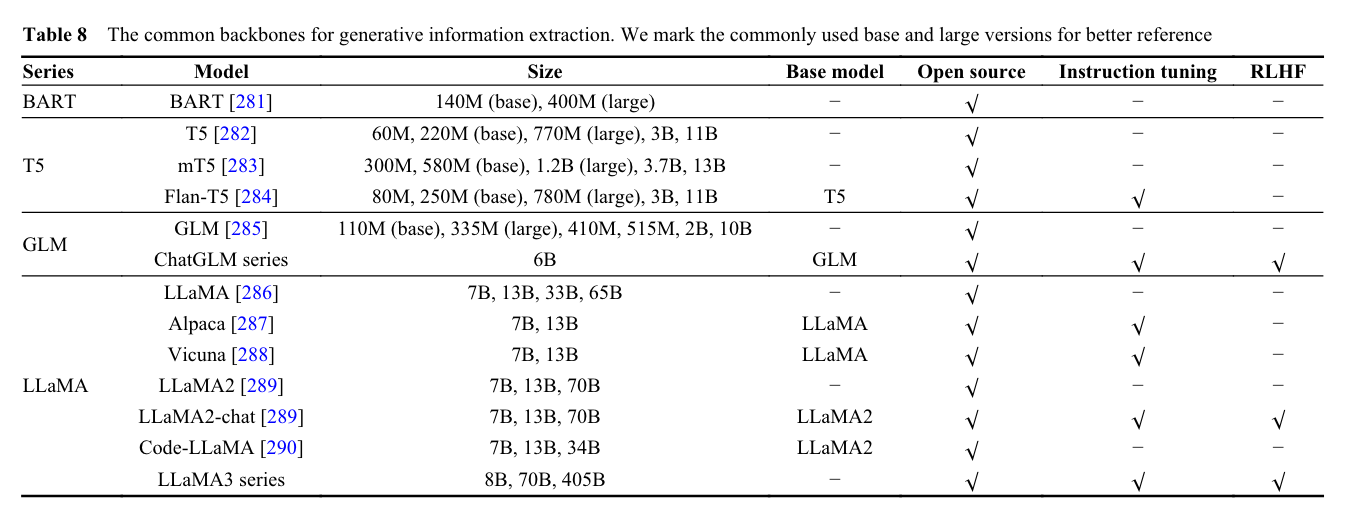 Table 8 The common backbones for generative information extraction. We mark the commonly used base and large versions for better reference
Series Model Size Base model Open source Instruction tuning RLHF
BART BART [281] 140M (base), 400M (large) − √ − −
T5 [282] 60M, 220M (base), 770M (large), 3B, 11B − √ − −
T5 mT5 [283] 300M, 580M (base), 1.2B (large), 3.7B, 13B − √ − −
Flan-T5 [284] 80M, 250M (base), 780M (large), 3B, 11B T5 √ √ −
GLM
GLM [285] 110M (base), 335M (large), 410M, 515M, 2B, 10B − √ − −
ChatGLM series 6B GLM √ √ √
LLaMA [286] 7B, 13B, 33B, 65B − √ − −
Alpaca [287] 7B, 13B LLaMA √ √ −
Vicuna [288] 7B, 13B LLaMA √ √ −
LLaMA LLaMA2 [289] 7B, 13B, 70B − √ − −
LLaMA2-chat [289] 7B, 13B, 70B LLaMA2 √ √ √
Code-LLaMA [290] 7B, 13B, 34B LLaMA2 √ − −
LLaMA3 series 8B, 70B, 405B − √ √ √